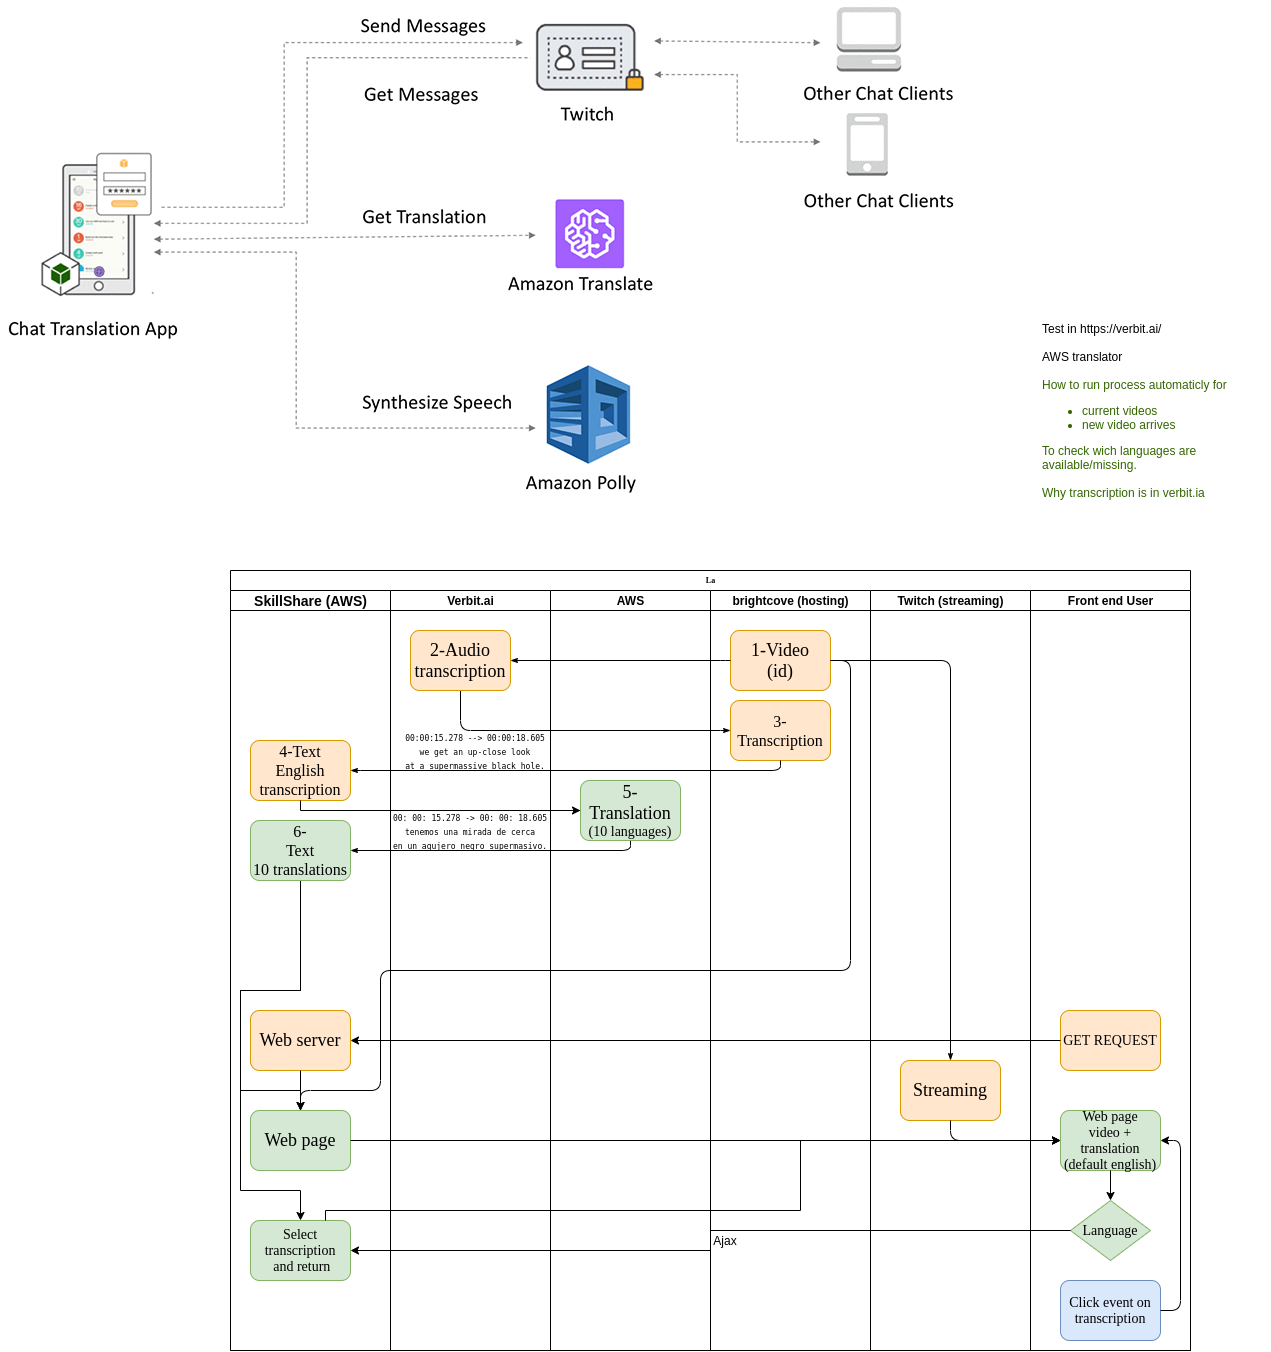 Send Messages
Get Messages
Twitch
Other Chat Clients
Other Chat Clients
******
Get Translation
Amazon Translate
Chat Translation App
Synthesize Speech
Amazon Polly
Test in https://verbit.ai/
AWS translator
How to run process automaticly for
• current videos
• new video arrives
To check wich languages are
available/missing.
Why transcription is in verbit.ia
La
SkillShare (AWS)
Verbit.ai
AWS
brightcove (hosting)
Twitch (streaming)
Front end User
2-Audio
transcription
1-Video
(id)
3-
Transcription
00:00:15.278 --> 00:00:18.605
we get an up-close look
at a supermassive black hole.
4-Text
English
transcription
5-
Translation
(10 languages)
00: 00: 15.278 -> 00: 00: 18.605
tenemos una mirada de cerca
en un agujero negro supermasivo.
6-
Text
10 translations
Web server
GET REQUEST
Streaming
Web page
Web page
video +
translation
(default english)
Select
transcription
and return
Ajax
Language
Click event on
transcription